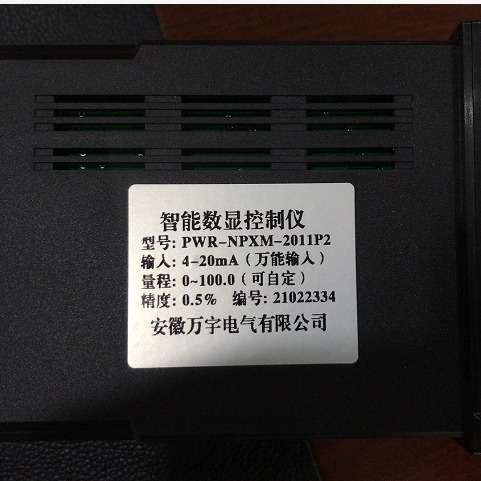 智能数显控制仪
型号: PWR-NPXM-2011P2
输入: 4-20mA（万能输入）
量程: 0~100.0（可自定）
精度: 0.5% 编号: 21022334
安徽万宇电气有限公司